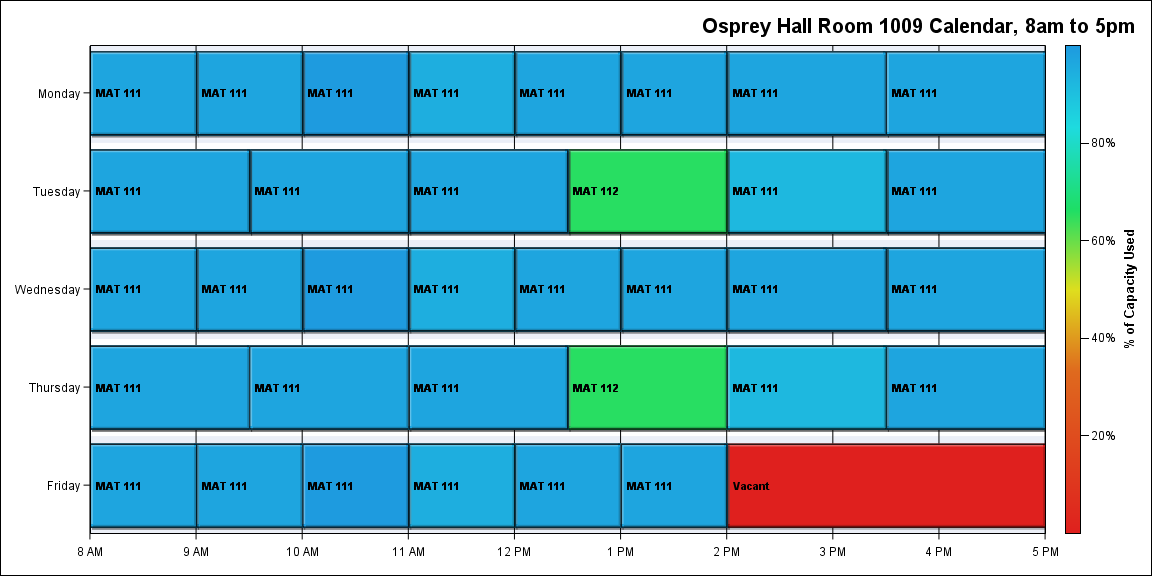 Osprey Hall Room 1009 Calendar, 8am to 5pm
Monday MAT 111 MAT 111 MAT 111 MAT 111 MAT 111 MAT 111 MAT 111 MAT 111
Tuesday MAT 111 MAT 111 MAT 111 MAT 112 MAT 111 MAT 111
Wednesday MAT 111 MAT 111 MAT 111 MAT 111 MAT 111 MAT 111 MAT 111 MAT 111
Thursday MAT 111 MAT 111 MAT 111 MAT 112 MAT 111 MAT 111
Friday MAT 111 MAT 111 MAT 111 MAT 111 MAT 111 MAT 111 Vacant
8 AM 9 AM 10 AM 11 AM 12 PM 1 PM 2 PM 3 PM 4 PM 5 PM
80%
60%
40%
20%
% of Capacity Used